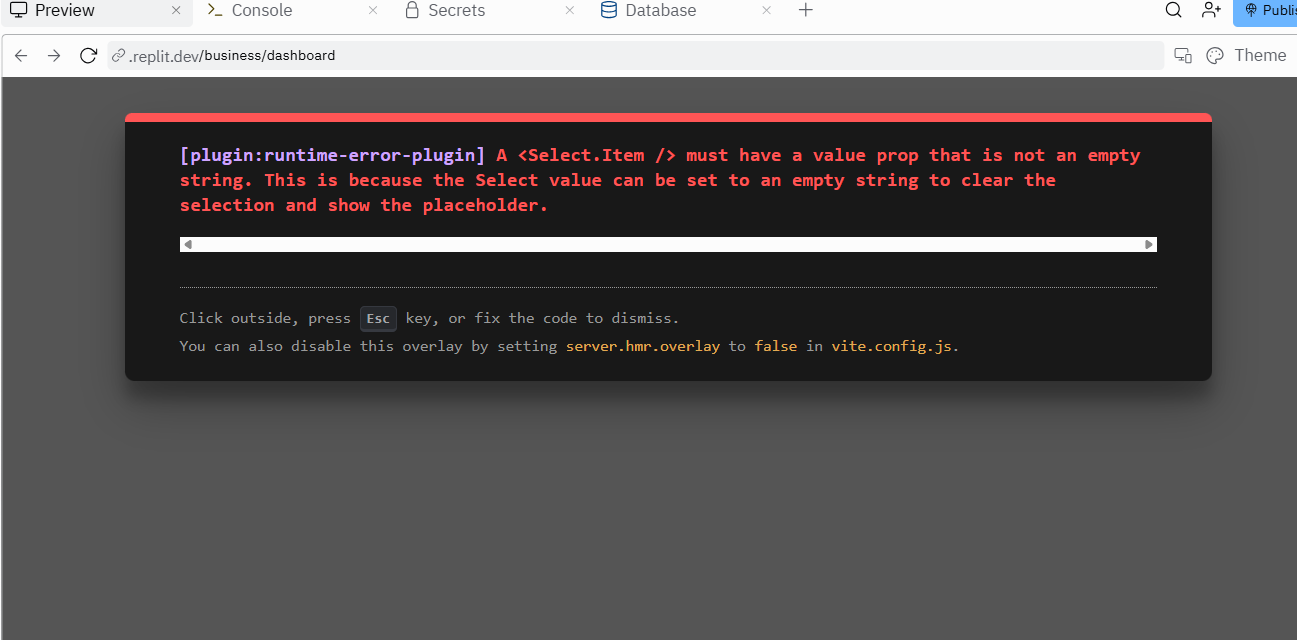 Preview
Console
Secrets
Database
.replit.dev/business/dashboard
Theme
[plugin:runtime-error-plugin] A <Select.Item /> must have a value prop that is not an empty
string. This is because the Select value can be set to an empty string to clear the
selection and show the placeholder.
Click outside, press Esc key, or fix the code to dismiss.
You can also disable this overlay by setting server.hmr.overlay to false in vite.config.js.